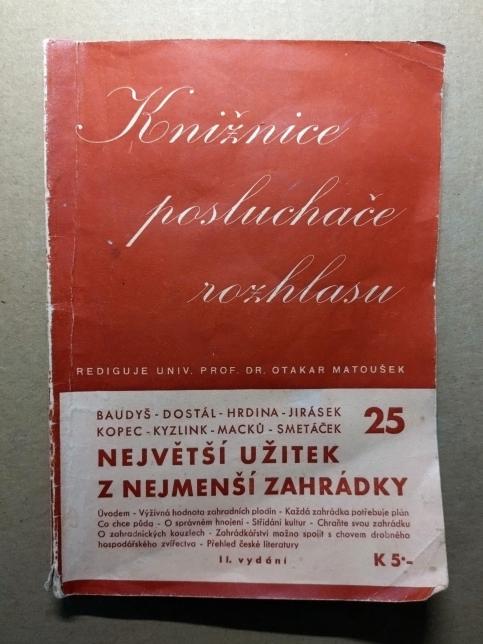 Knižnice
posluchače
rozhlasu
REDIGUJE UNIV. PROF. DR. OTAKAR MATOUŠEK
BAUDYŠ - DOSTÁL - HRDINA - JIRÁSEK
KOPEC - KYZLINK - MACKŮ - SMETÁČEK 25
NEJVĚTŠÍ UŽITEK
Z NEJMENŠÍ ZAHRÁDKY
Úvodem - Výživná hodnota zahradních plodin - Každá zahrádka potřebuje plán
Co chce půda - O správném hnojení - Střídání kultur - Chraňte svou zahrádku
O zahradnických kouzlech - Zahrádkářství možno spojit s chovem drobného
hospodářského zvířectva - Přehled české literatury
II. vydání K 5·-